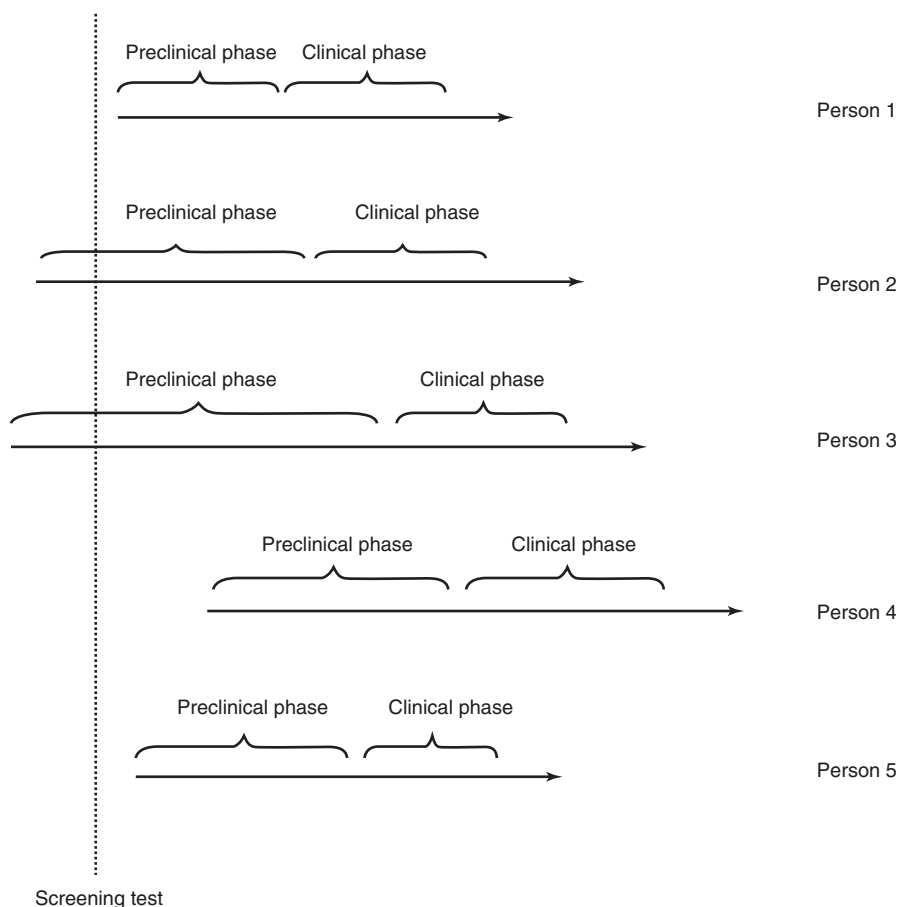 Preclinical phase Clinical phase
Person 1
Preclinical phase Clinical phase
Person 2
Preclinical phase Clinical phase
Person 3
Preclinical phase Clinical phase
Person 4
Preclinical phase Clinical phase
Person 5
Screening test